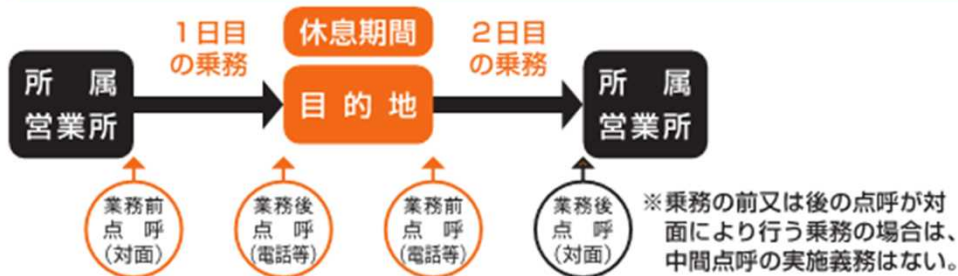 1日目
の乗務
休息期間
2日目
の乗務
所属
営業所
目的地
所属
営業所
業務前
点呼
(対面)
業務後
点呼
(電話等)
業務前
点呼
(電話等)
業務後
点呼
(対面)
※乗務の前又は後の点呼が対
面により行う乗務の場合は、
中間点呼の実施義務はない。